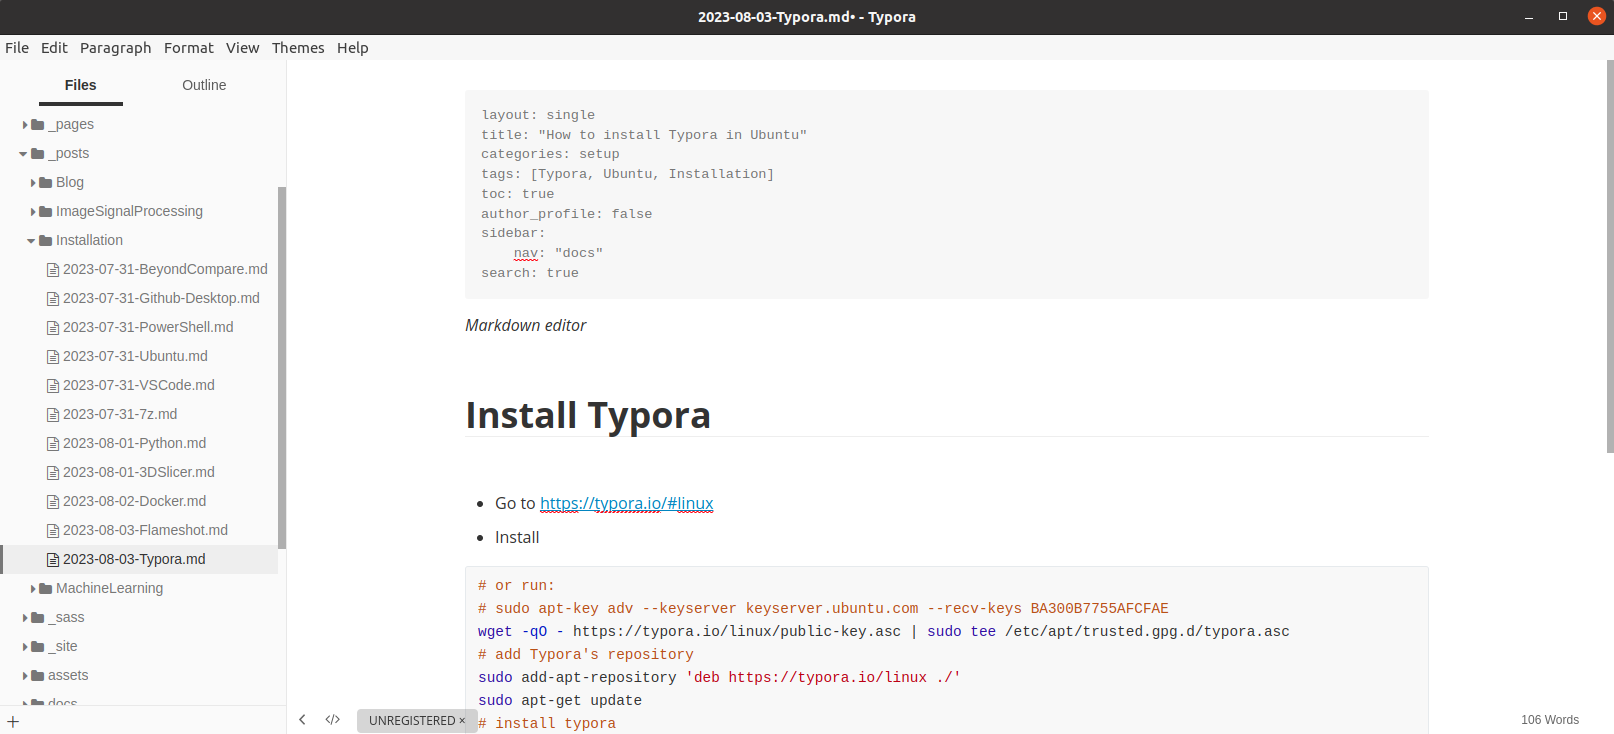 2023-08-03-Typora.md• - Typora
File Edit Paragraph Format View Themes Help
Files Outline
_pages
_posts
Blog
ImageSignalProcessing
Installation
2023-07-31-BeyondCompare.md
2023-07-31-Github-Desktop.md
2023-07-31-PowerShell.md
2023-07-31-Ubuntu.md
2023-07-31-VSCode.md
2023-07-31-7z.md
2023-08-01-Python.md
2023-08-01-3DSlicer.md
2023-08-02-Docker.md
2023-08-03-Flameshot.md
2023-08-03-Typora.md
MachineLearning
_sass
_site
assets
docs
layout: single
title: "How to install Typora in Ubuntu"
categories: setup
tags: [Typora, Ubuntu, Installation]
toc: true
author_profile: false
sidebar:
    nav: "docs"
search: true
Markdown editor
Install Typora
• Go to https://typora.io/#linux
• Install
# or run:
# sudo apt-key adv --keyserver keyserver.ubuntu.com --recv-keys BA300B7755AFCFAE
wget -qO - https://typora.io/linux/public-key.asc | sudo tee /etc/apt/trusted.gpg.d/typora.asc
# add Typora's repository
sudo add-apt-repository 'deb https://typora.io/linux ./'
sudo apt-get update
# install typora
+ < </> UNREGISTERED × 106 Words